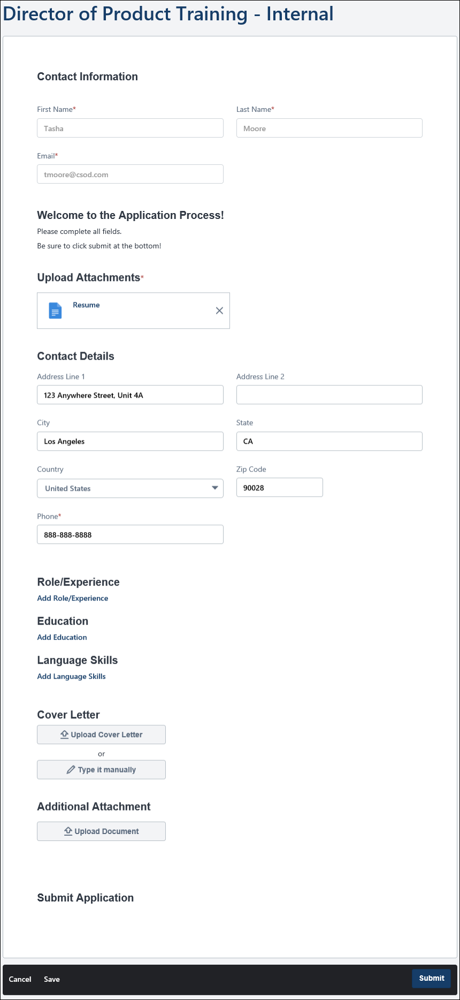 Director of Product Training - Internal
Contact Information
First Name*
Last Name*
Tasha
Moore
Email*
tmoore@csod.com
Welcome to the Application Process!
Please complete all fields.
Be sure to click submit at the bottom!
Upload Attachments*
Resume
Contact Details
Address Line 1
Address Line 2
123 Anywhere Street, Unit 4A
City
State
Los Angeles
CA
Country
Zip Code
United States
90028
Phone*
888-888-8888
Role/Experience
Add Role/Experience
Education
Add Education
Language Skills
Add Language Skills
Cover Letter
Upload Cover Letter
or
Type it manually
Additional Attachment
Upload Document
Submit Application
Cancel
Save
Submit